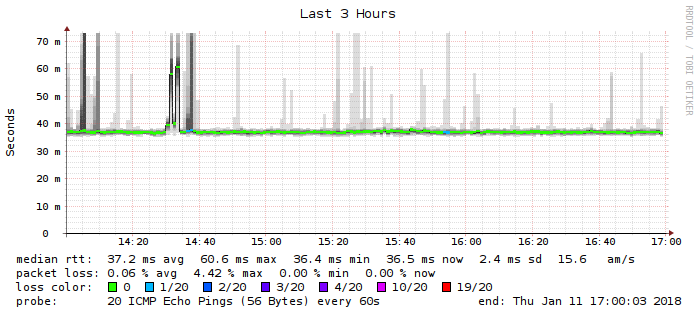 Last 3 Hours
RRDTOOL / TOBI OETIKER
Seconds
70 m
60 m
50 m
40 m
30 m
20 m
10 m
0
14:20 14:40 15:00 15:20 15:40 16:00 16:20 16:40 17:00
median rtt: 37.2 ms avg 60.6 ms max 36.4 ms min 36.5 ms now 2.4 ms sd 15.6 am/s
packet loss: 0.06 % avg 4.42 % max 0.00 % min 0.00 % now
loss color: 0 1/20 2/20 3/20 4/20 10/20 19/20
probe: 20 ICMP Echo Pings (56 Bytes) every 60s end: Thu Jan 11 17:00:03 2018